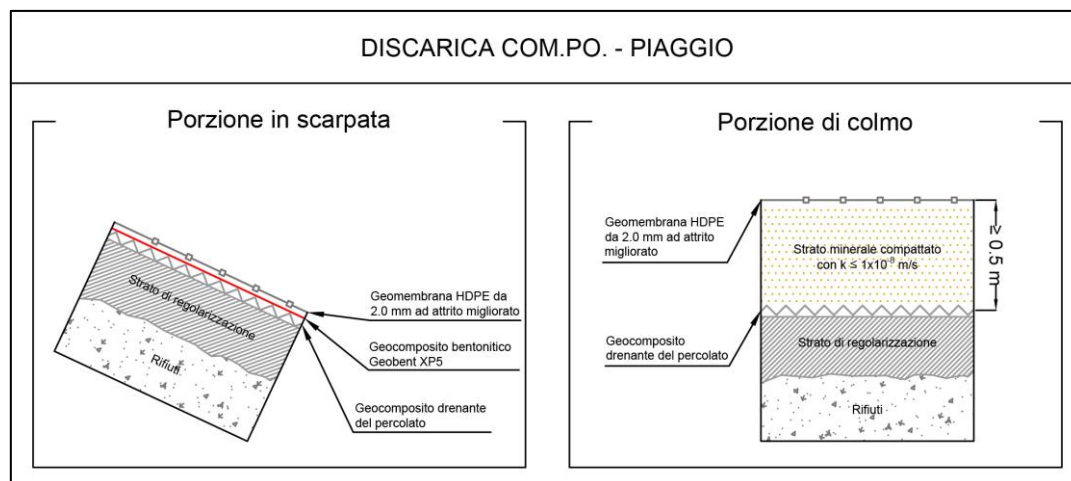 DISCARICA COM.PO. - PIAGGIO
Porzione in scarpata
Strato di regolarizzazione
Rifiuti
Geomembrana HDPE da
2.0 mm ad attrito migliorato
Geocomposito bentonitico
Geobent XP5
Geocomposito drenante
del percolato
Porzione di colmo
Geomembrana HDPE
da 2.0 mm ad attrito
migliorato
Strato minerale compattato
con k ≤ 1x10⁻⁸ m/s
≥ 0.5 m
Geocomposito
drenante del percolato
Strato di regolarizzazione
Rifiuti